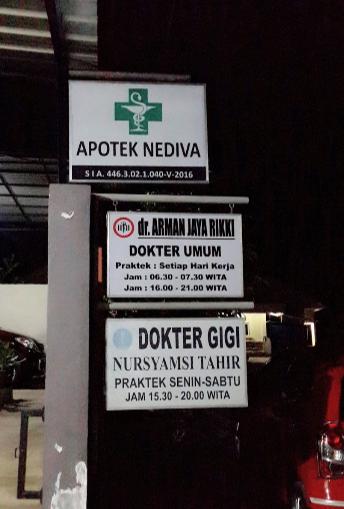 APOTEK NEDIVA
S I A. 446.3.02.1.040-V-2016
dr. ARMAN JAYA RIKKI
DOKTER UMUM
Praktek : Setiap Hari Kerja
Jam : 06.30 - 07.30 WITA
Jam : 16.00 - 21.00 WITA
DOKTER GIGI
NURSYAMSI TAHIR
PRAKTEK SENIN-SABTU
JAM 15.30 - 20.00 WITA